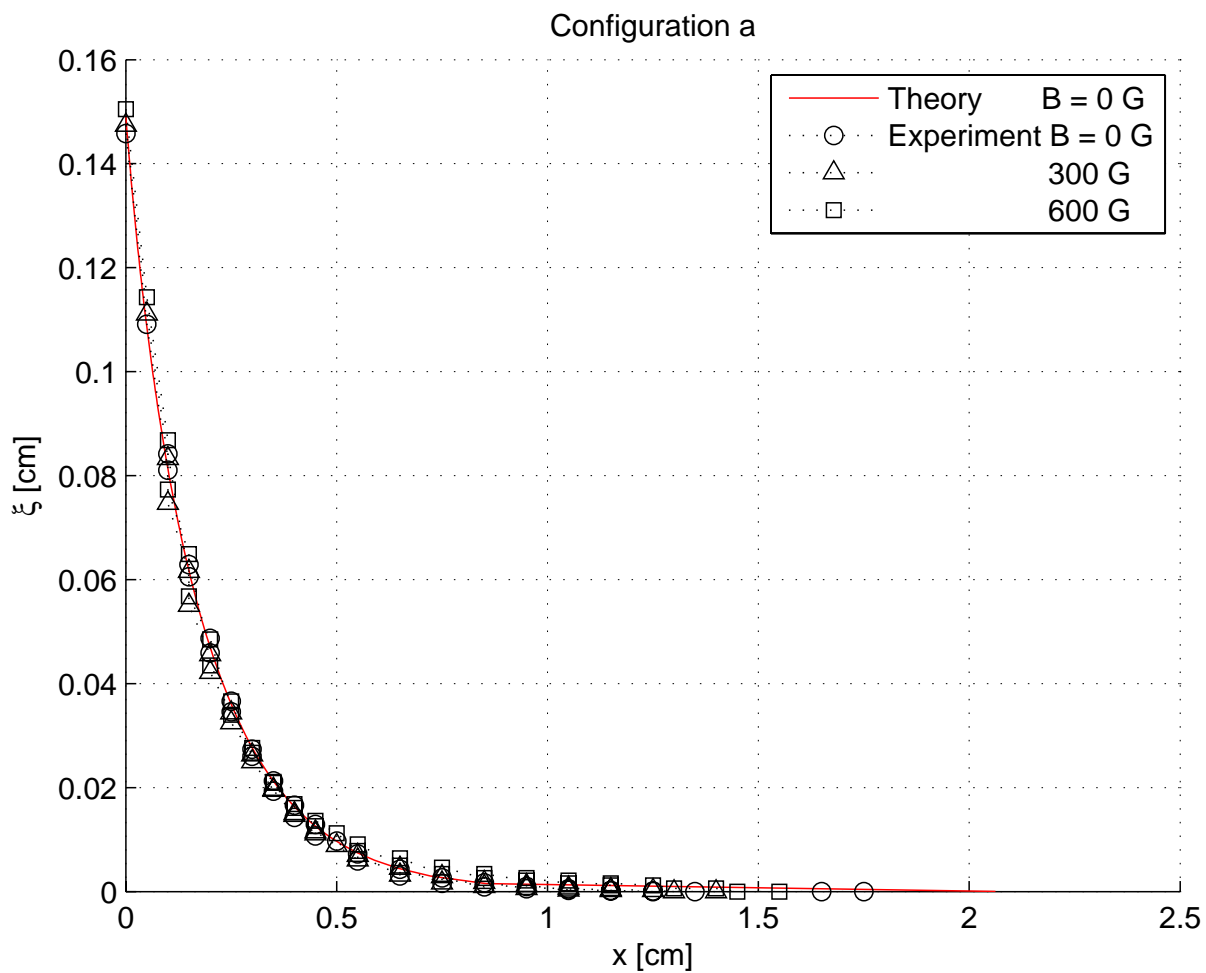 Configuration a
0.16
0.14
0.12
0.1
0.08
0.06
0.04
0.02
0
ξ [cm]
Theory B = 0 G
Experiment B = 0 G
300 G
600 G
0 0.5 1 1.5 2 2.5
x [cm]